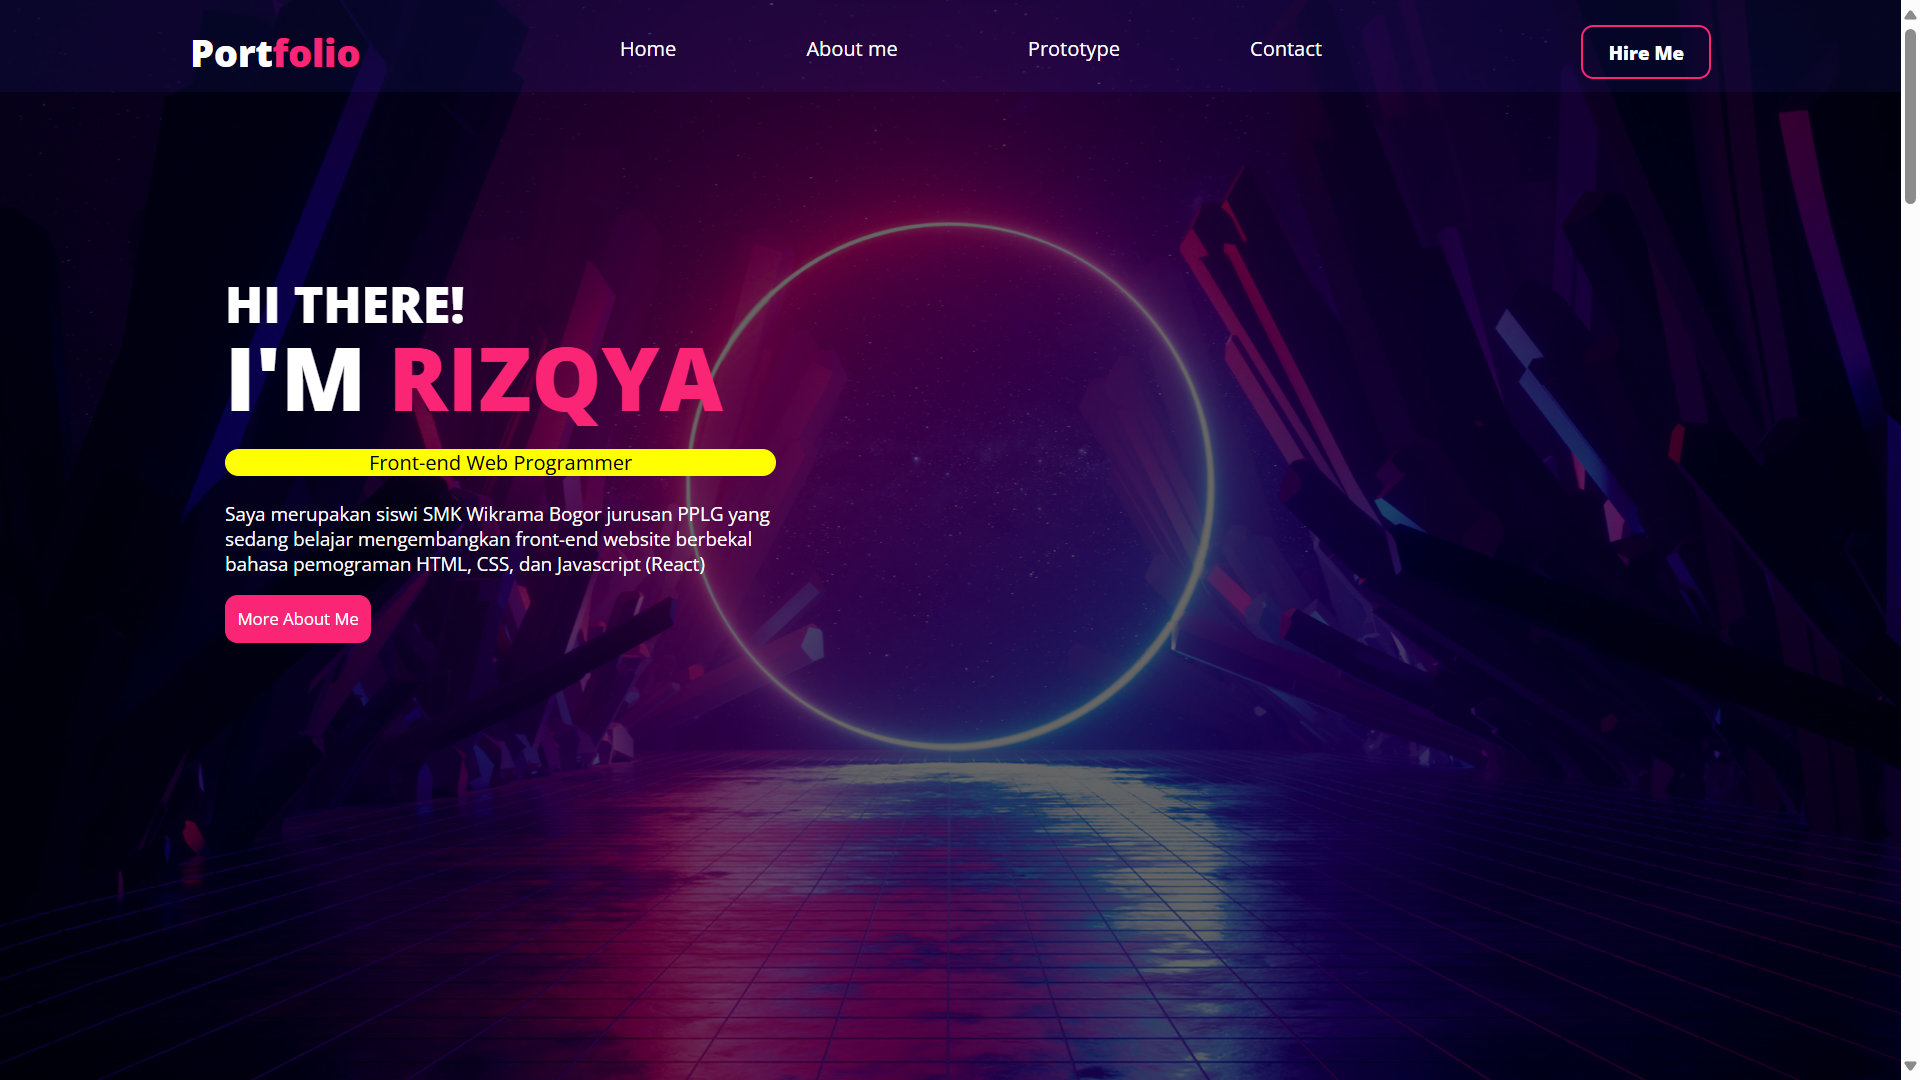 Portfolio
Home
About me
Prototype
Contact
Hire Me
HI THERE!
I'M RIZQYA
Front-end Web Programmer
Saya merupakan siswi SMK Wikrama Bogor jurusan PPLG yang
sedang belajar mengembangkan front-end website berbekal
bahasa pemograman HTML, CSS, dan Javascript (React)
More About Me